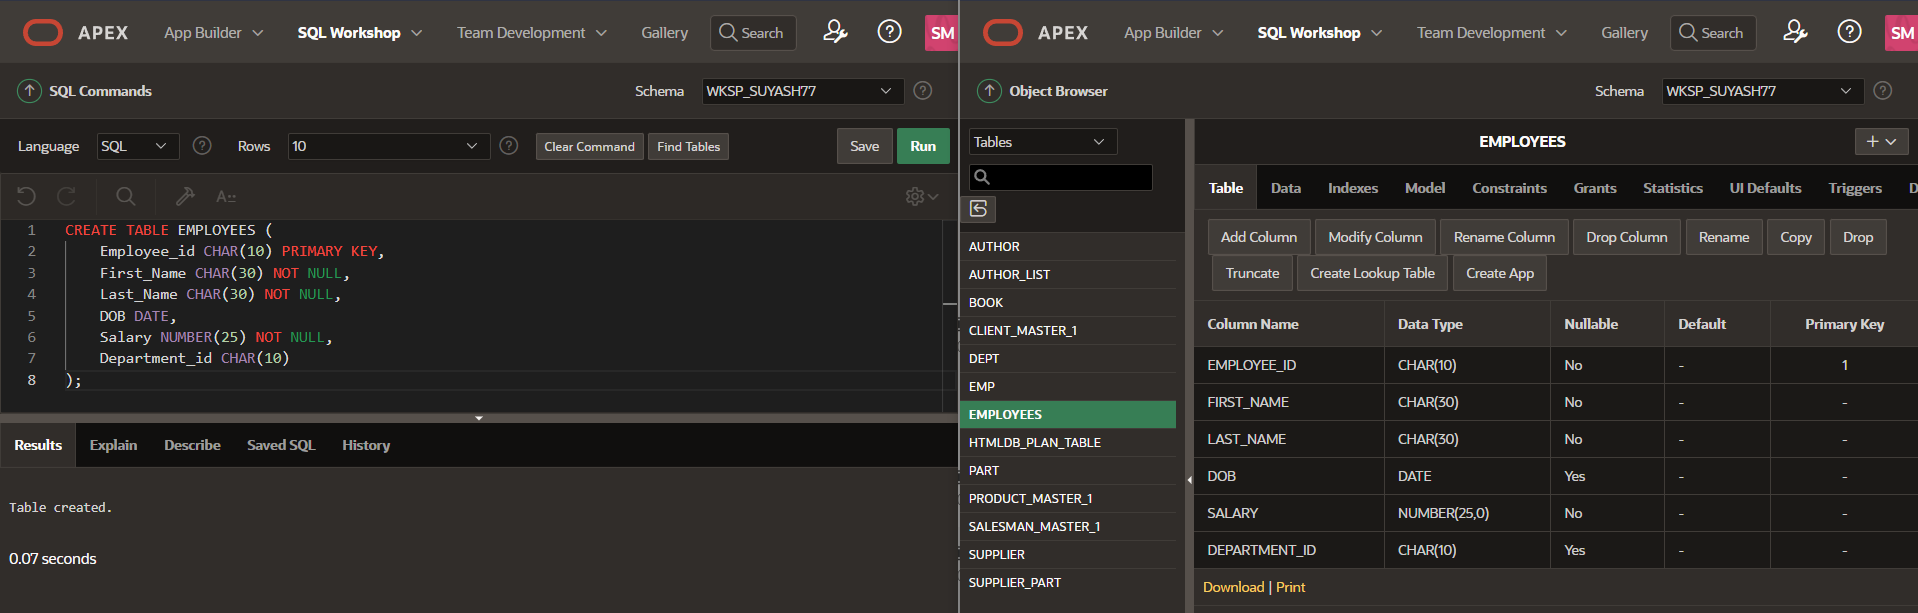 APEX App Builder SQL Workshop Team Development Gallery Search SM
SQL Commands Schema WKSP_SUYASH77
Language SQL Rows 10 Clear Command Find Tables Save Run
1 CREATE TABLE EMPLOYEES (
2 Employee_id CHAR(10) PRIMARY KEY,
3 First_Name CHAR(30) NOT NULL,
4 Last_Name CHAR(30) NOT NULL,
5 DOB DATE,
6 Salary NUMBER(25) NOT NULL,
7 Department_id CHAR(10)
8 );
Results Explain Describe Saved SQL History
Table created.
0.07 seconds
APEX App Builder SQL Workshop Team Development Gallery Search SM
Object Browser Schema WKSP_SUYASH77
Tables
AUTHOR
AUTHOR_LIST
BOOK
CLIENT_MASTER_1
DEPT
EMP
EMPLOYEES
HTMLDB_PLAN_TABLE
PART
PRODUCT_MASTER_1
SALESMAN_MASTER_1
SUPPLIER
SUPPLIER_PART
EMPLOYEES
Table Data Indexes Model Constraints Grants Statistics UI Defaults Triggers D
Add Column Modify Column Rename Column Drop Column Rename Copy Drop
Truncate Create Lookup Table Create App
Column Name Data Type Nullable Default Primary Key
EMPLOYEE_ID CHAR(10) No - 1
FIRST_NAME CHAR(30) No - -
LAST_NAME CHAR(30) No - -
DOB DATE Yes - -
SALARY NUMBER(25,0) No - -
DEPARTMENT_ID CHAR(10) Yes - -
Download | Print